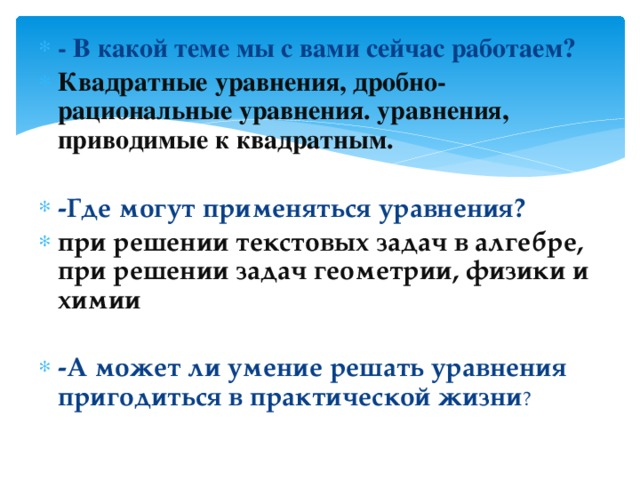 - В какой теме мы с вами сейчас работаем?
Квадратные уравнения, дробно-
рациональные уравнения. уравнения,
приводимые к квадратным.
-Где могут применяться уравнения?
при решении текстовых задач в алгебре,
при решении задач геометрии, физики и
химии
-А может ли умение решать уравнения
пригодиться в практической жизни?